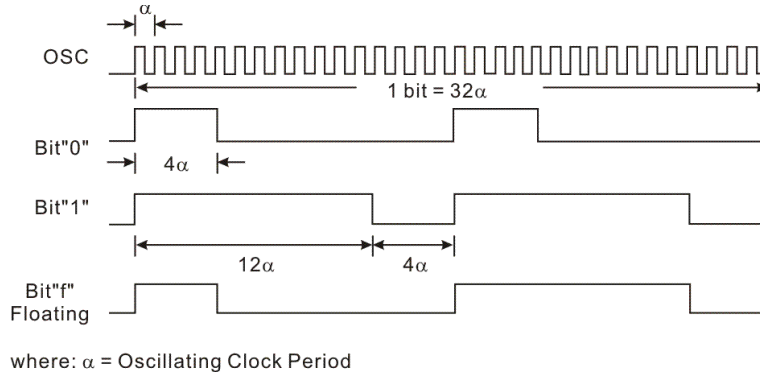 α
OSC
1 bit = 32α
Bit"0"
4α
Bit"1"
12α
4α
Bit"f"
Floating
where: α = Oscillating Clock Period